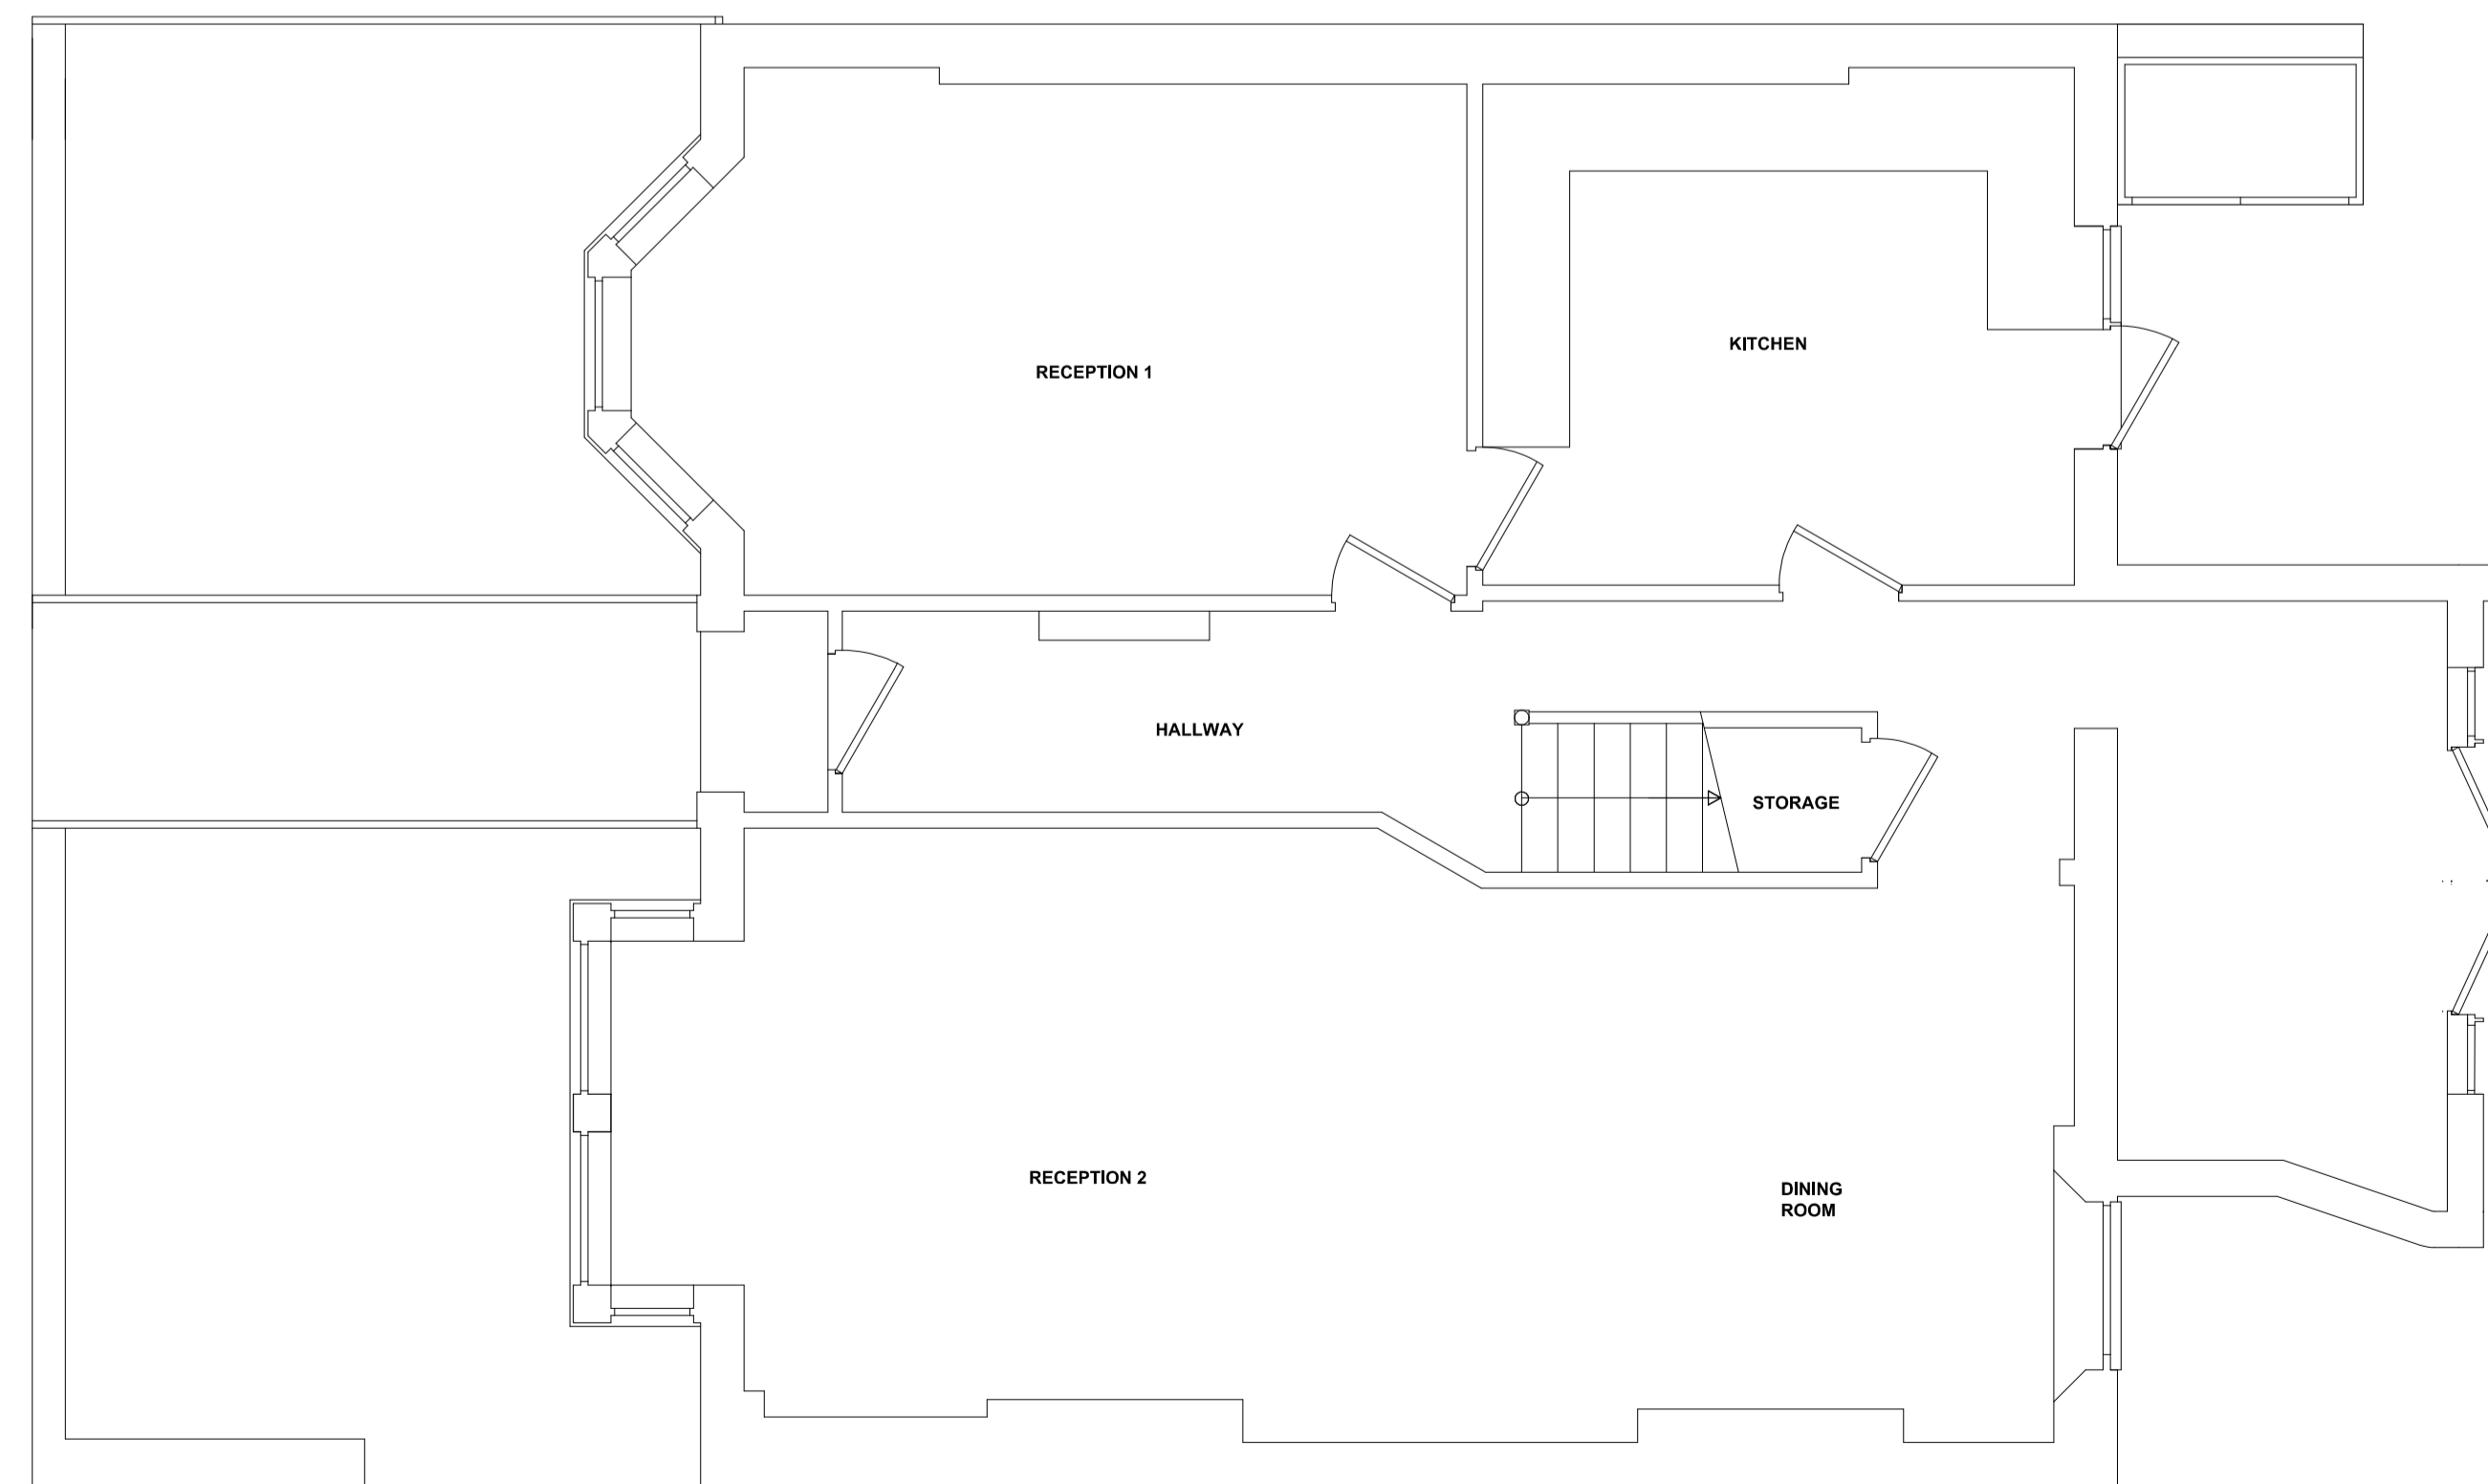 KITCHEN
RECEPTION 1
HALLWAY
STORAGE
RECEPTION 2
DINING
ROOM